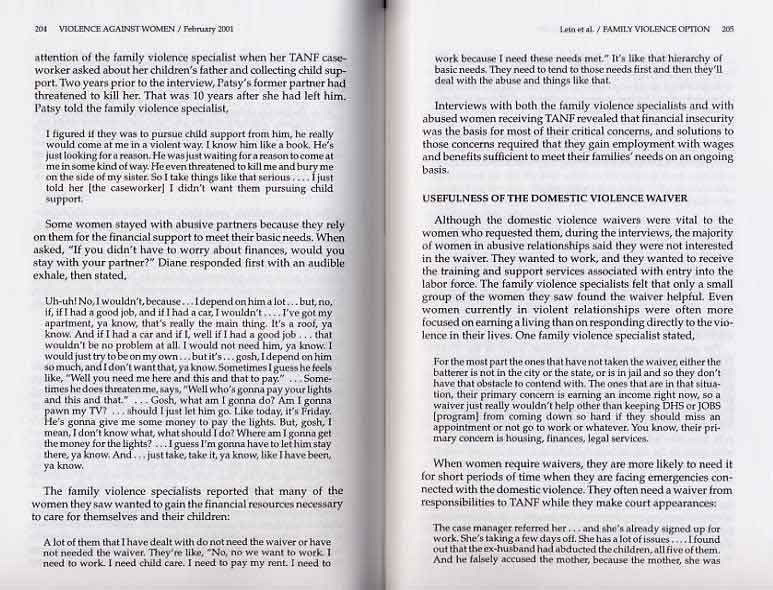 204 VIOLENCE AGAINST WOMEN / February 2001
attention of the family violence specialist when her TANF case-
worker asked about her children's father and collecting child sup-
port. Two years prior to the interview, Patsy's former partner had
threatened to kill her. That was 10 years after she had left him.
Patsy told the family violence specialist,
I figured if they was to pursue child support from him, he really
would come at me in a violent way. I know him like a book. He's
just looking for a reason. He was just waiting for a reason to come at
me in some kind of way. He even threatened to kill me and bury me
on the side of my sister. So I take things like that serious . . . . I just
told her [the caseworker] I didn't want them pursuing child
support.
Some women stayed with abusive partners because they rely
on them for the financial support to meet their basic needs. When
asked, "If you didn't have to worry about finances, would you
stay with your partner?" Diane responded first with an audible
exhale, then stated,
Uh-uh! No, I wouldn't, because . . . I depend on him a lot . . . but, no,
if, if I had a good job, and if I had a car, I wouldn't . . . . I've got my
apartment, ya know, that's really the main thing. It's a roof, ya
know. And if I had a car and if I, well if I had a good job . . . that
wouldn't be no problem at all. I would not need him, ya know. I
would just try to be on my own . . . but it's . . . gosh, I depend on him
so much, and I don't want that, ya know. Sometimes I guess he feels
like, "Well you need me here and this and that to pay." . . . Some-
times he does threaten me, says, "Well who's gonna pay your lights
and this and that." . . . Gosh, what am I gonna do? Am I gonna
pawn my TV? . . . should I just let him go. Like today, it's Friday.
He's gonna give me some money to pay the lights. But, gosh, I
mean, I don't know what, what should I do? Where am I gonna get
the money for the lights? . . . I guess I'm gonna have to let him stay
there, ya know. And . . . just take, take it, ya know, like I have been,
ya know.
The family violence specialists reported that many of the
women they saw wanted to gain the financial resources necessary
to care for themselves and their children:
A lot of them that I have dealt with do not need the waiver or have
not needed the waiver. They're like, "No, no we want to work. I
need to work. I need child care. I need to pay my rent. I need to
Lein et al. / FAMILY VIOLENCE OPTION 205
work because I need these needs met." It's like that hierarchy of
basic needs. They need to tend to those needs first and then they'll
deal with the abuse and things like that.
Interviews with both the family violence specialists and with
abused women receiving TANF revealed that financial insecurity
was the basis for most of their critical concerns, and solutions to
those concerns required that they gain employment with wages
and benefits sufficient to meet their families' needs on an ongoing
basis.
USEFULNESS OF THE DOMESTIC VIOLENCE WAIVER
Although the domestic violence waivers were vital to the
women who requested them, during the interviews, the majority
of women in abusive relationships said they were not interested
in the waiver. They wanted to work, and they wanted to receive
the training and support services associated with entry into the
labor force. The family violence specialists felt that only a small
group of the women they saw found the waiver helpful. Even
women currently in violent relationships were often more
focused on earning a living than on responding directly to the vio-
lence in their lives. One family violence specialist stated,
For the most part the ones that have not taken the waiver, either the
batterer is not in the city or the state, or is in jail and so they don't
have that obstacle to contend with. The ones that are in that situa-
tion, their primary concern is earning an income right now, so a
waiver just really wouldn't help other than keeping DHS or JOBS
[program] from coming down so hard if they should miss an
appointment or not go to work or whatever. You know, their pri-
mary concern is housing, finances, legal services.
When women require waivers, they are more likely to need it
for short periods of time when they are facing emergencies con-
nected with the domestic violence. They often need a waiver from
responsibilities to TANF while they make court appearances:
The case manager referred her . . . and she's already signed up for
work. She's taking a few days off. She has a lot of issues . . . . I found
out that the ex-husband had abducted the children, all five of them.
And he falsely accused the mother, because the mother, she was